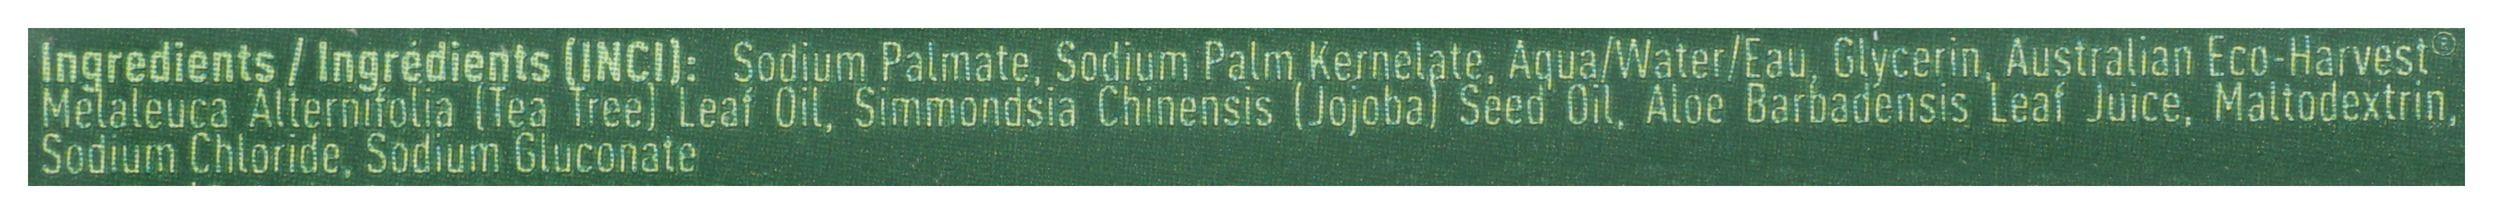 Ingredients / Ingrédients (INCI): Sodium Palmate, Sodium Palm Kernelate, Aqua/Water/Eau, Glycerin, Australian Eco-Harvest®
Melaleuca Alternifolia (Tea Tree) Leaf Oil, Simmondsia Chinensis (Jojoba) Seed Oil, Aloe Barbadensis Leaf Juice, Maltodextrin,
Sodium Chloride, Sodium Gluconate